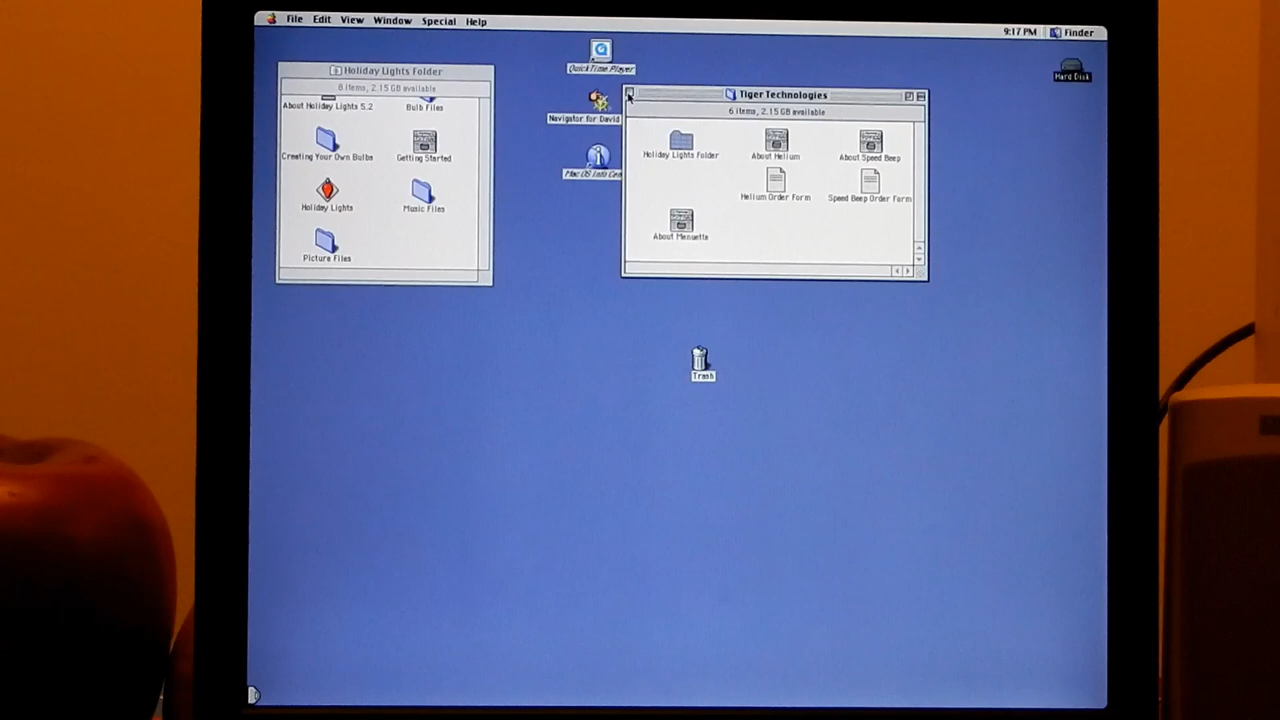 File Edit View Window Special Help
9:17 PM Finder
QuickTime Player
Hard Disk
Holiday Lights Folder
8 items, 2.15 GB available
About Holiday Lights 5.2
Bulb Files
Creating Your Own Bulbs
Getting Started
Holiday Lights
Music Files
Picture Files
Navigator for David
Mac OS Info Cen
Tiger Technologies
6 items, 2.15 GB available
Holiday Lights Folder
About Helium
About Speed Beep
Helium Order Form
Speed Beep Order Form
About Menuette
Trash